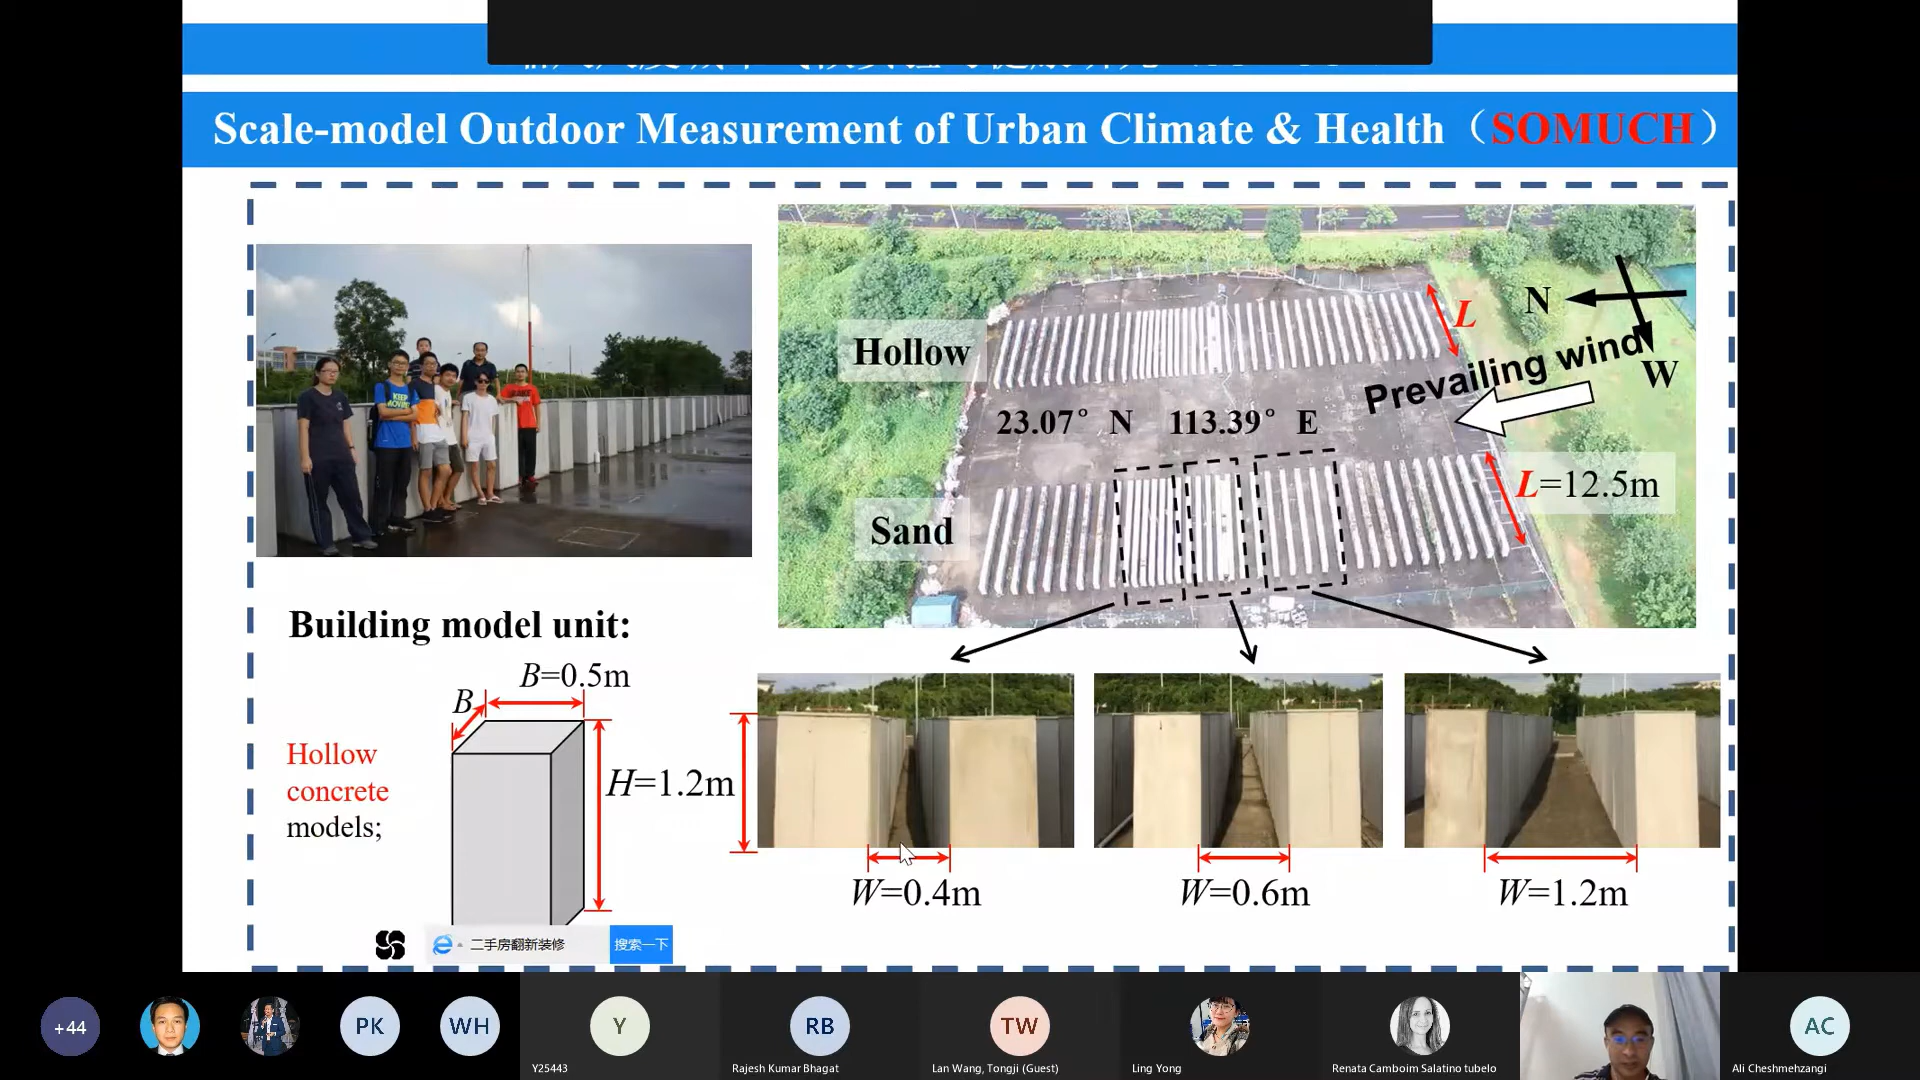 Scale-model Outdoor Measurement of Urban Climate & Health（SOMUCH）
Hollow
L
N
Prevailing wind
W
23.07° N 113.39° E
L=12.5m
Sand
Building model unit:
B=0.5m
B
Hollow
concrete
models;
H=1.2m
W=0.4m
W=0.6m
W=1.2m
二手房翻新装修
搜索一下
+44
PK
WH
Y
RB
TW
AC
Y25443
Rajesh Kumar Bhagat
Lan Wang, Tongji (Guest)
Ling Yong
Renata Camboim Salatino tubelo
Ali Cheshmehzangi